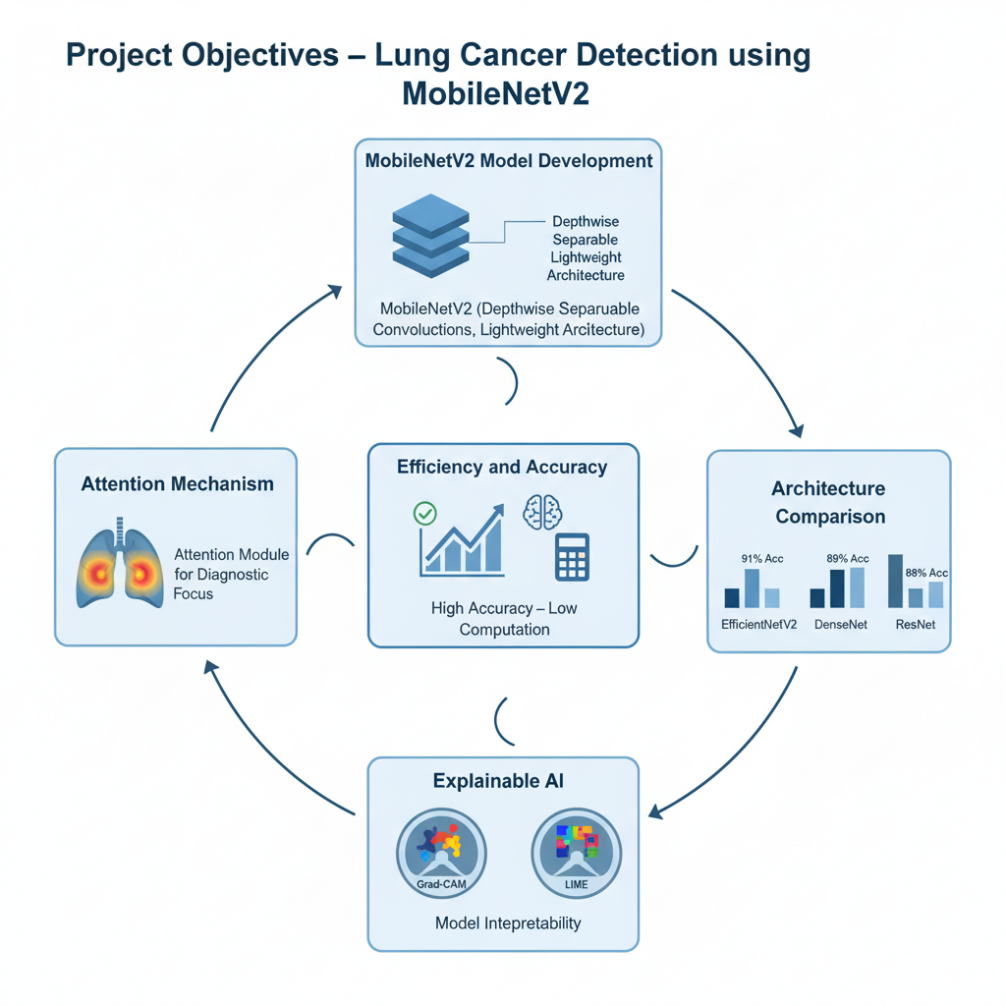 Project Objectives – Lung Cancer Detection using
MobileNetV2
MobileNetV2 Model Development
Depthwise
Separable
Lightweight
Architecture
MobileNetV2 (Depthwise Separuable
Convoluctions, Lightweight Arcitecture)
Attention Mechanism
Attention Module
for Diagnostic
Focus
Efficiency and Accuracy
High Accuracy – Low
Computation
Architecture
Comparison
91% Acc
89% Acc
88% Acc
EfficientNetV2
DenseNet
ResNet
Explainable AI
Grad-CAM
LIME
Model Intepretability